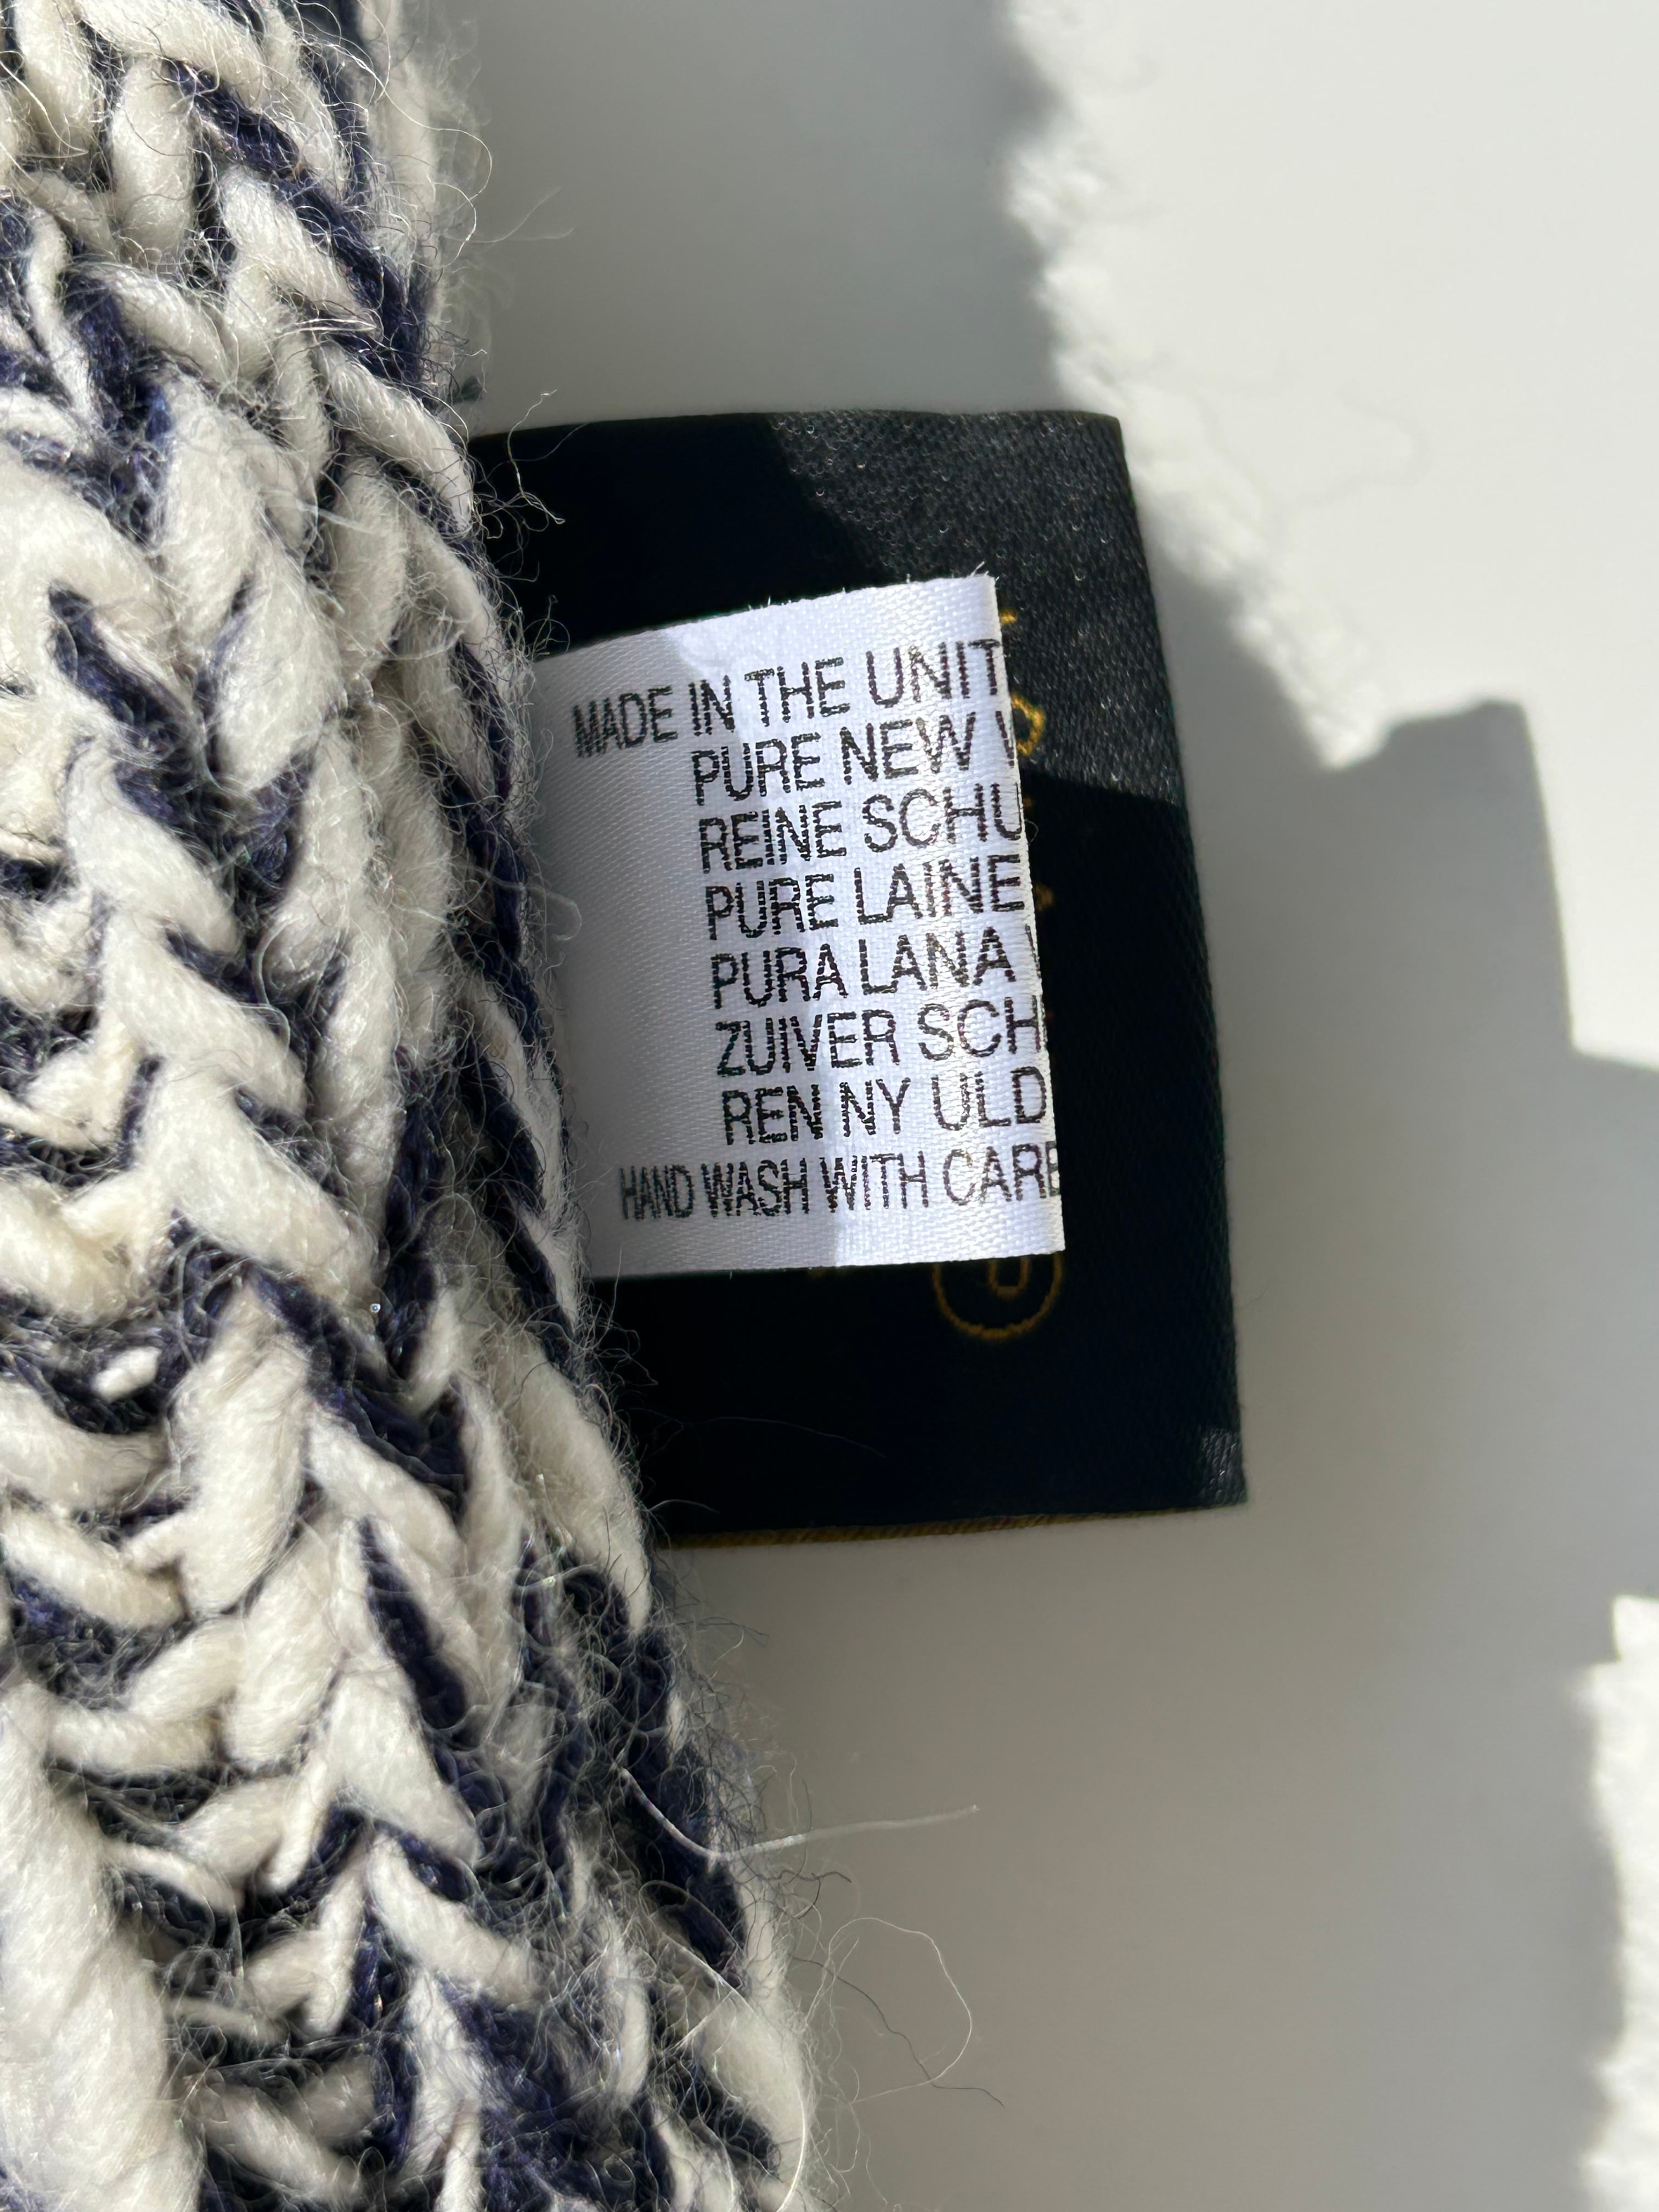 MADE IN THE UNIT
PURE NEW
REINE SCHU
PURE LAINE
PURA LANA
ZUIVER SCH
REN NY ULD
HAND WASH WITH CARE